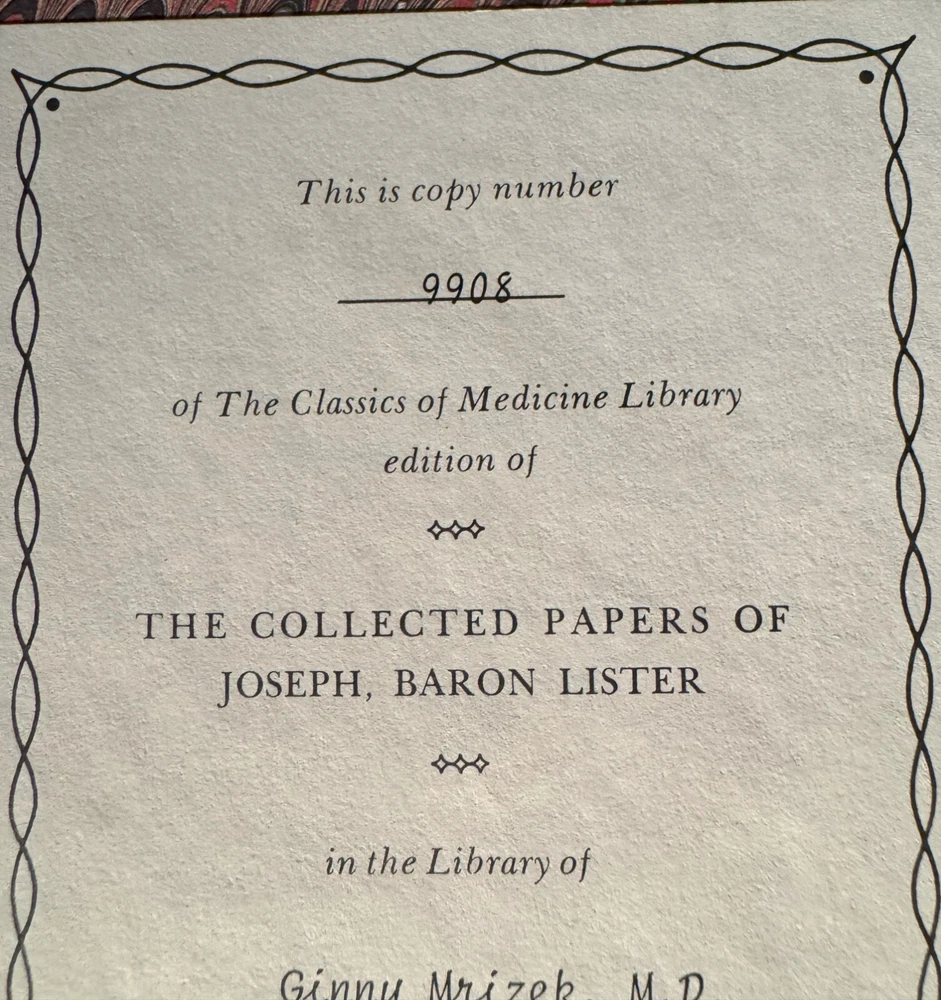 This is copy number
9908
of The Classics of Medicine Library
edition of
THE COLLECTED PAPERS OF
JOSEPH, BARON LISTER
in the Library of
Ginny Mrizek, M.D.